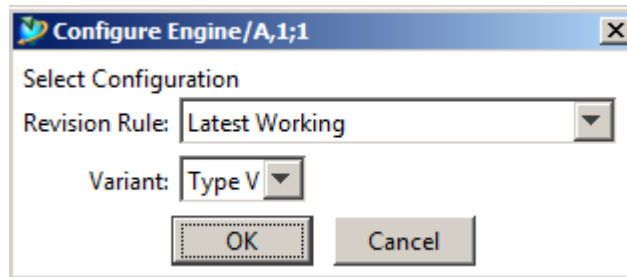 Configure Engine/A,1;1
Select Configuration
Revision Rule: Latest Working
Variant: Type V
OK Cancel